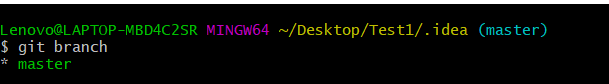 Lenovo@LAPTOP-MBD4C2SR MINGW64 ~/Desktop/Test1/.idea (master)
$ git branch
* master